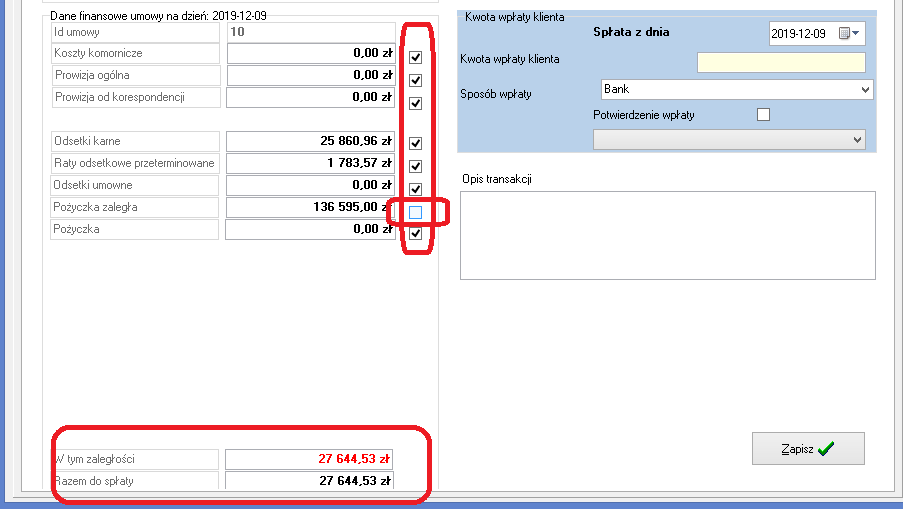 Dane finansowe umowy na dzień: 2019-12-09
Id umowy 10
Koszty komornicze 0,00 zł
Prowizja ogólna 0,00 zł
Prowizja od korespondencji 0,00 zł
Odsetki karne 25 860,96 zł
Raty odsetkowe przeterminowane 1 783,57 zł
Odsetki umowne 0,00 zł
Pożyczka zaległa 136 595,00 zł
Pożyczka 0,00 zł
W tym zaległości 27 644,53 zł
Razem do spłaty 27 644,53 zł
Kwota wpłaty klienta
Spłata z dnia 2019-12-09
Kwota wpłaty klienta
Sposób wpłaty Bank
Potwierdzenie wpłaty
Opis transakcji
Zapisz